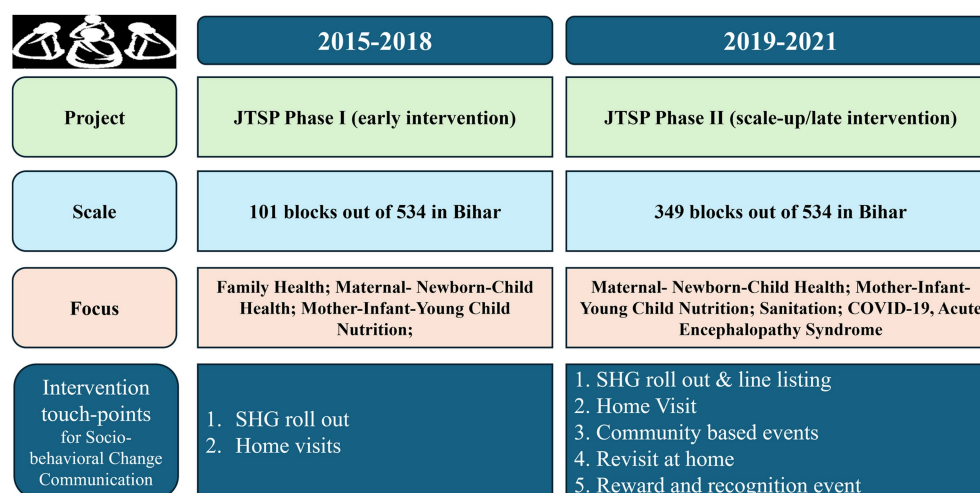 2015-2018
2019-2021
Project
JTSP Phase I (early intervention)
JTSP Phase II (scale-up/late intervention)
Scale
101 blocks out of 534 in Bihar
349 blocks out of 534 in Bihar
Focus
Family Health; Maternal- Newborn-Child
Health; Mother-Infant-Young Child
Nutrition;
Maternal- Newborn-Child Health; Mother-Infant-
Young Child Nutrition; Sanitation; COVID-19, Acute
Encephalopathy Syndrome
Intervention
touch-points
for Socio-
behavioral Change
Communication
1. SHG roll out
2. Home visits
1. SHG roll out & line listing
2. Home Visit
3. Community based events
4. Revisit at home
5. Reward and recognition event